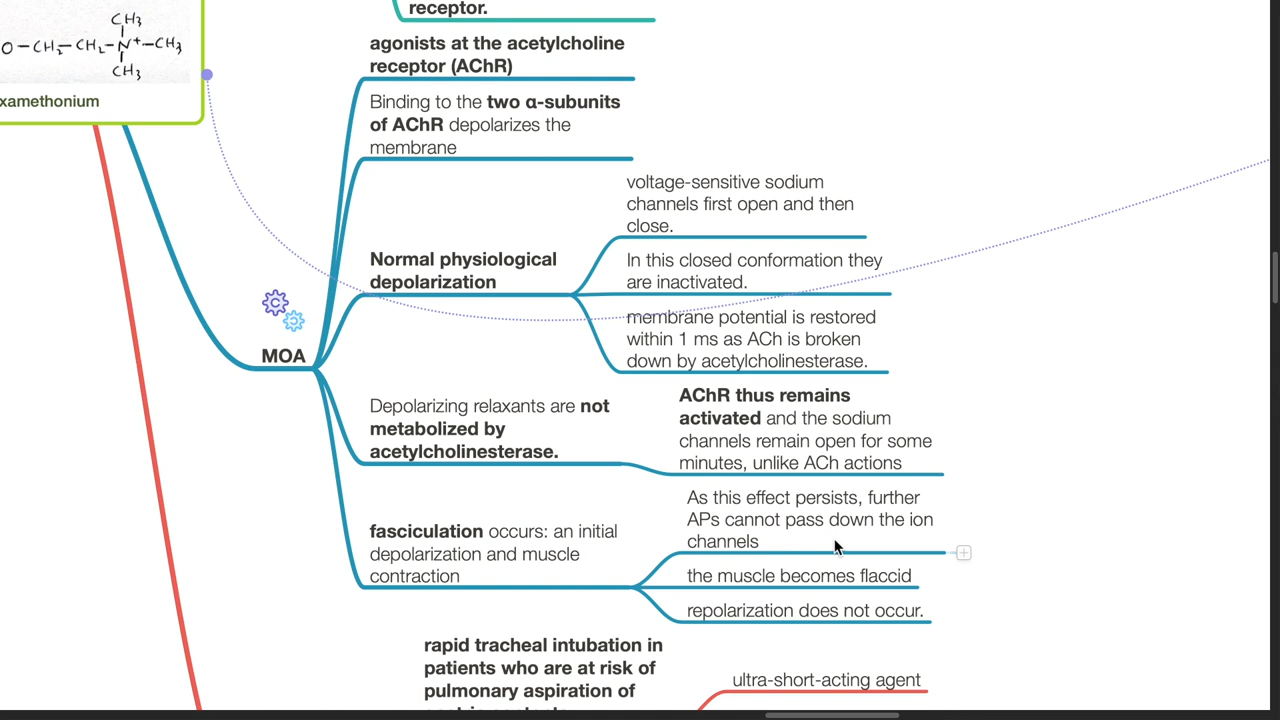 receptor.
CH3
O-CH2-CH2-N+-CH3
CH3
xamethonium
agonists at the acetylcholine
receptor (AChR)
Binding to the two α-subunits
of AChR depolarizes the
membrane
voltage-sensitive sodium
channels first open and then
close.
Normal physiological
depolarization
In this closed conformation they
are inactivated.
membrane potential is restored
within 1 ms as ACh is broken
down by acetylcholinesterase.
MOA
Depolarizing relaxants are not
metabolized by
acetylcholinesterase.
AChR thus remains
activated and the sodium
channels remain open for some
minutes, unlike ACh actions
fasciculation occurs: an initial
depolarization and muscle
contraction
As this effect persists, further
APs cannot pass down the ion
channels
the muscle becomes flaccid
repolarization does not occur.
rapid tracheal intubation in
patients who are at risk of
pulmonary aspiration of
ultra-short-acting agent